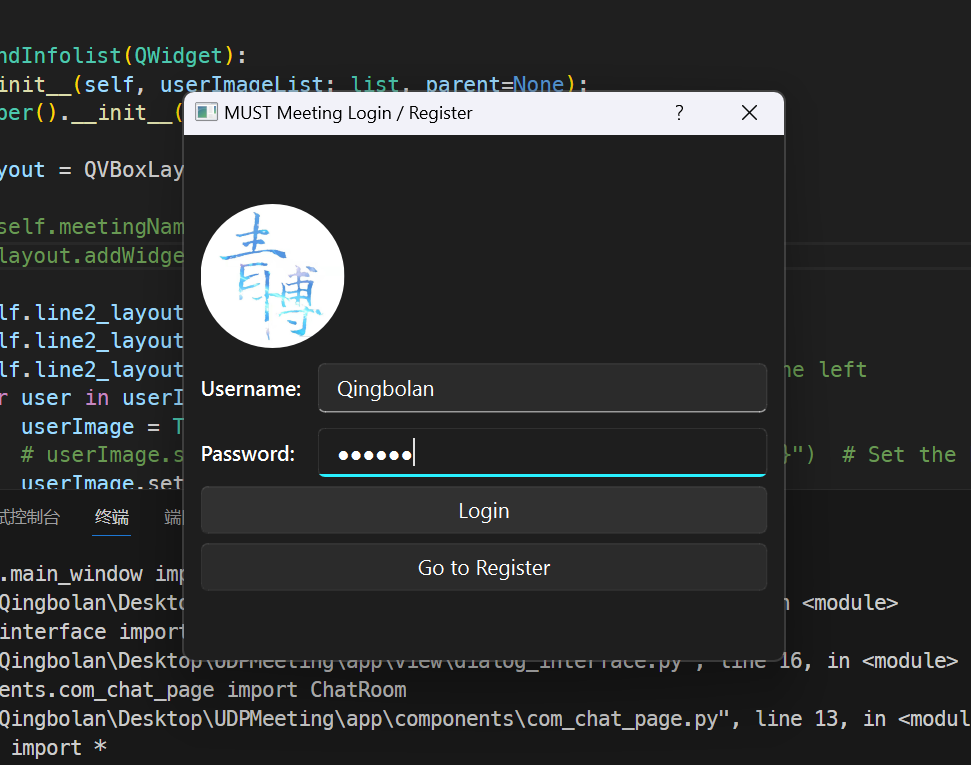 ndInfolist(QWidget):
init__(self, userImageList: list, parent=None):
per().__init__(
MUST Meeting Login / Register
?
yout = QVBoxLay
self.meetingNam
layout.addWidge
青博
lf.line2_layout
lf.line2_layout
lf.line2_layout
he left
r user in userI
userImage = T
# userImage.s
}") # Set the
userImage.set
Username:
Qingbolan
Password:
●●●●●●
Login
Go to Register
试控制台 终端 端
.main_window imp
Qingbolan\Deskto
n <module>
interface import
Qingbolan\Desktop\UDPMeeting\app\view\dialog_interface.py", line 16, in <module>
ents.com_chat_page import ChatRoom
Qingbolan\Desktop\UDPMeeting\app\components\com_chat_page.py", line 13, in <modul
import *